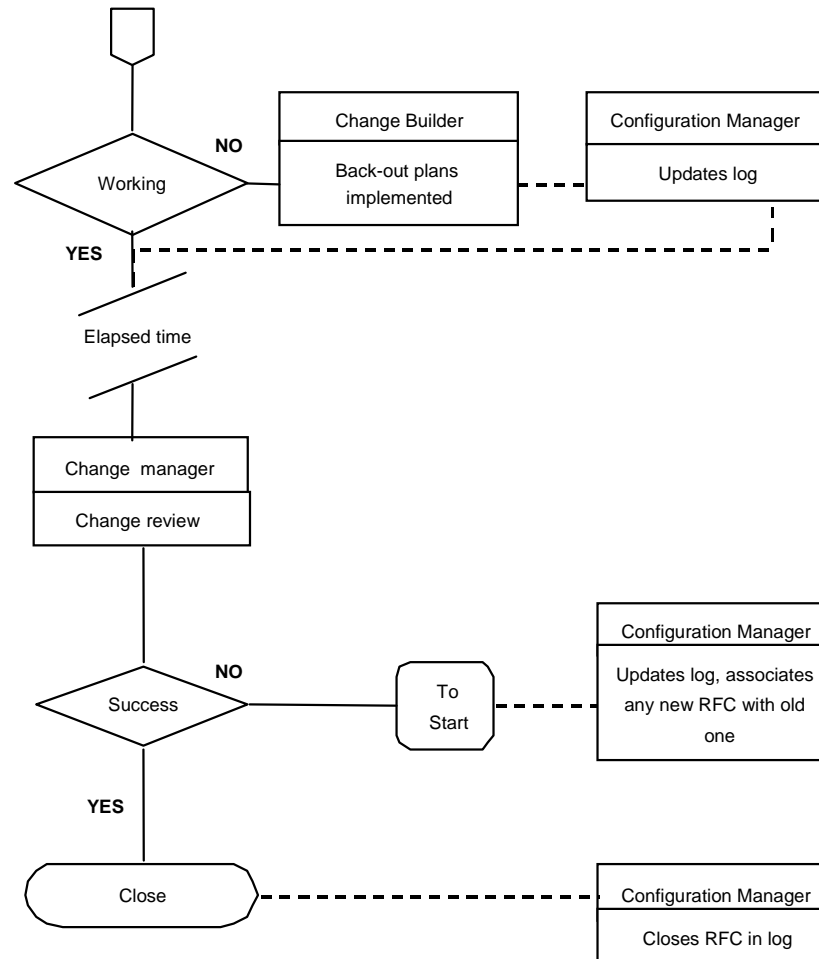 NO
Change Builder
Configuration Manager
Working
Back-out plans
implemented
Updates log
YES
Elapsed time
Change manager
Change review
Configuration Manager
NO
Success
To
Start
Updates log, associates
any new RFC with old
one
YES
Close
Configuration Manager
Closes RFC in log